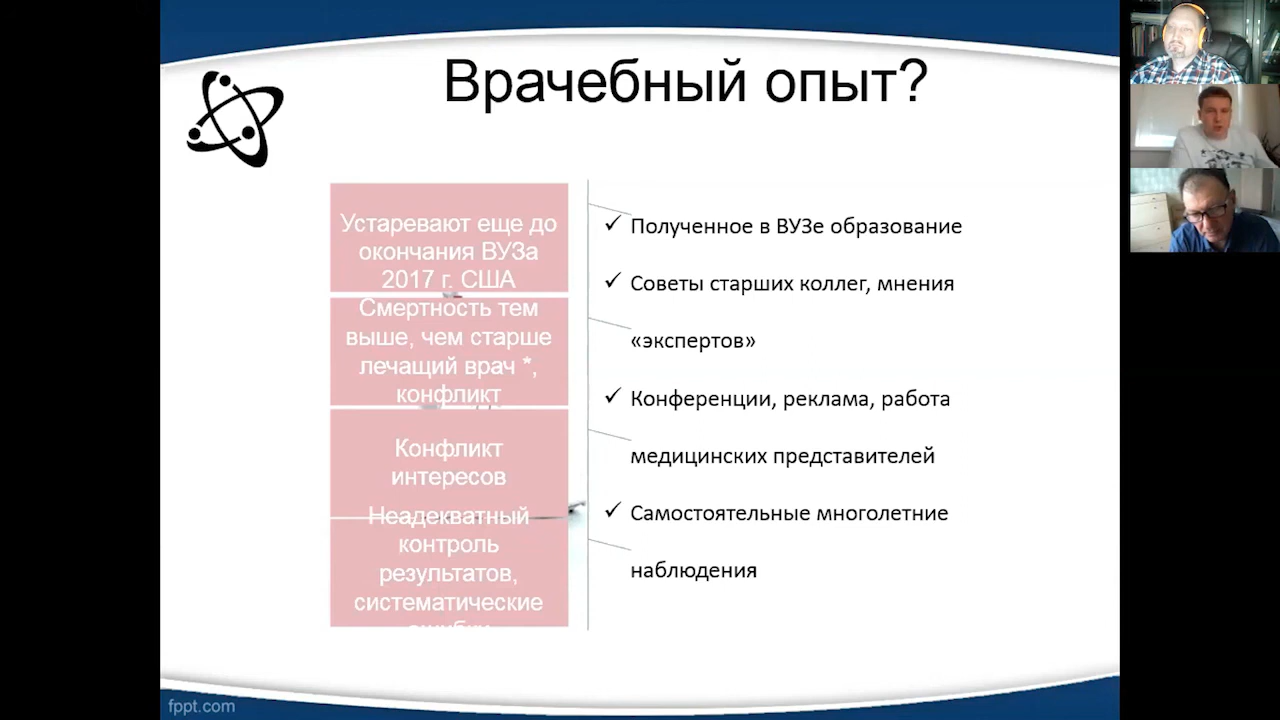 Врачебный опыт?
Устаревают еще до
окончания ВУЗа
2017 г. США
Смертность тем
выше, чем старше
лечащий врач *,
конфликт
Конфликт
интересов
Неадекватный
контроль
результатов,
систематические
✓ Полученное в ВУЗе образование
✓ Советы старших коллег, мнения
«экспертов»
✓ Конференции, реклама, работа
медицинских представителей
✓ Самостоятельные многолетние
наблюдения
fppt.com